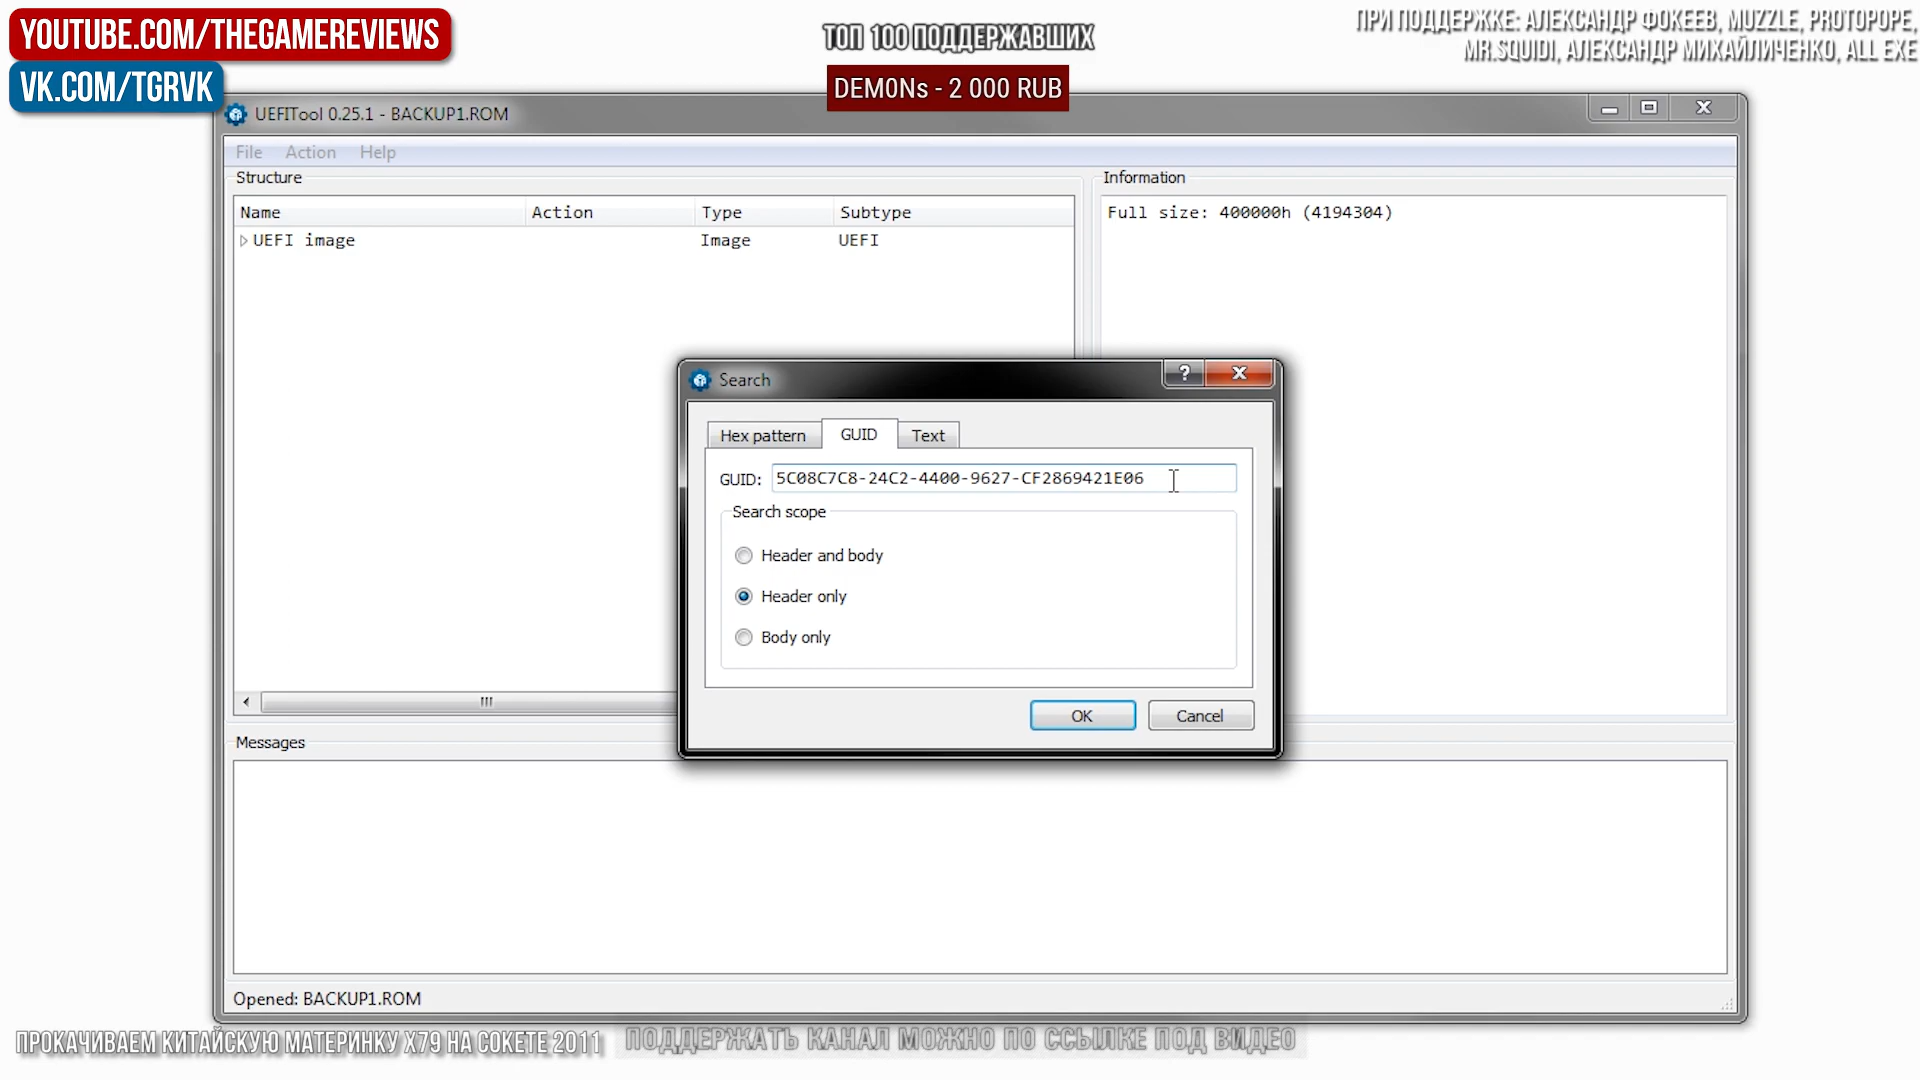 YOUTUBE.COM/THEGAMEREVIEWS
VK.COM/TGRVK
ТОП 100 ПОДДЕРЖАВШИХ
DEM0Ns - 2 000 RUB
ПРИ ПОДДЕРЖКЕ: АЛЕКСАНДР ФОКЕЕВ, MUZZLE, PROTOPOPE,
MR.SQUIDI, АЛЕКСАНДР МИХАЙЛИЧЕНКО, ALL EXE
UEFITool 0.25.1 - BACKUP1.ROM
File Action Help
Structure
Name Action Type Subtype
UEFI image Image UEFI
Information
Full size: 400000h (4194304)
Search
?
Hex pattern GUID Text
GUID: 5C08C7C8-24C2-4400-9627-CF2869421E06
Search scope
Header and body
Header only
Body only
OK Cancel
Messages
Opened: BACKUP1.ROM
ПРОКАЧИВАЕМ КИТАЙСКУЮ МАТЕРИНКУ X79 НА СОКЕТЕ 2011
ПОДДЕРЖАТЬ КАНАЛ МОЖНО ПО ССЫЛКЕ ПОД ВИДЕО